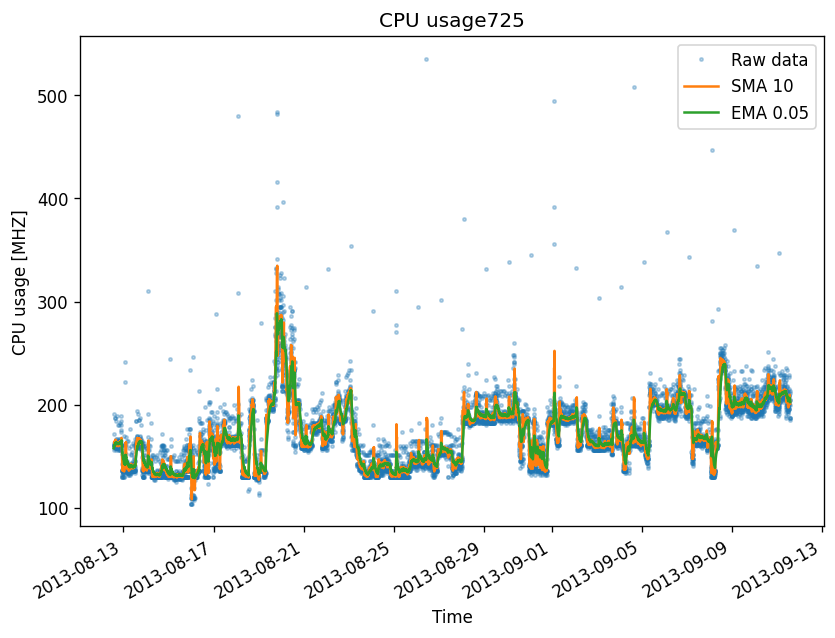 CPU usage725
CPU usage [MHZ]
500
400
300
200
100
Raw data
SMA 10
EMA 0.05
2013-08-13
2013-08-17
2013-08-21
2013-08-25
2013-08-29
2013-09-01
2013-09-05
2013-09-09
2013-09-13
Time